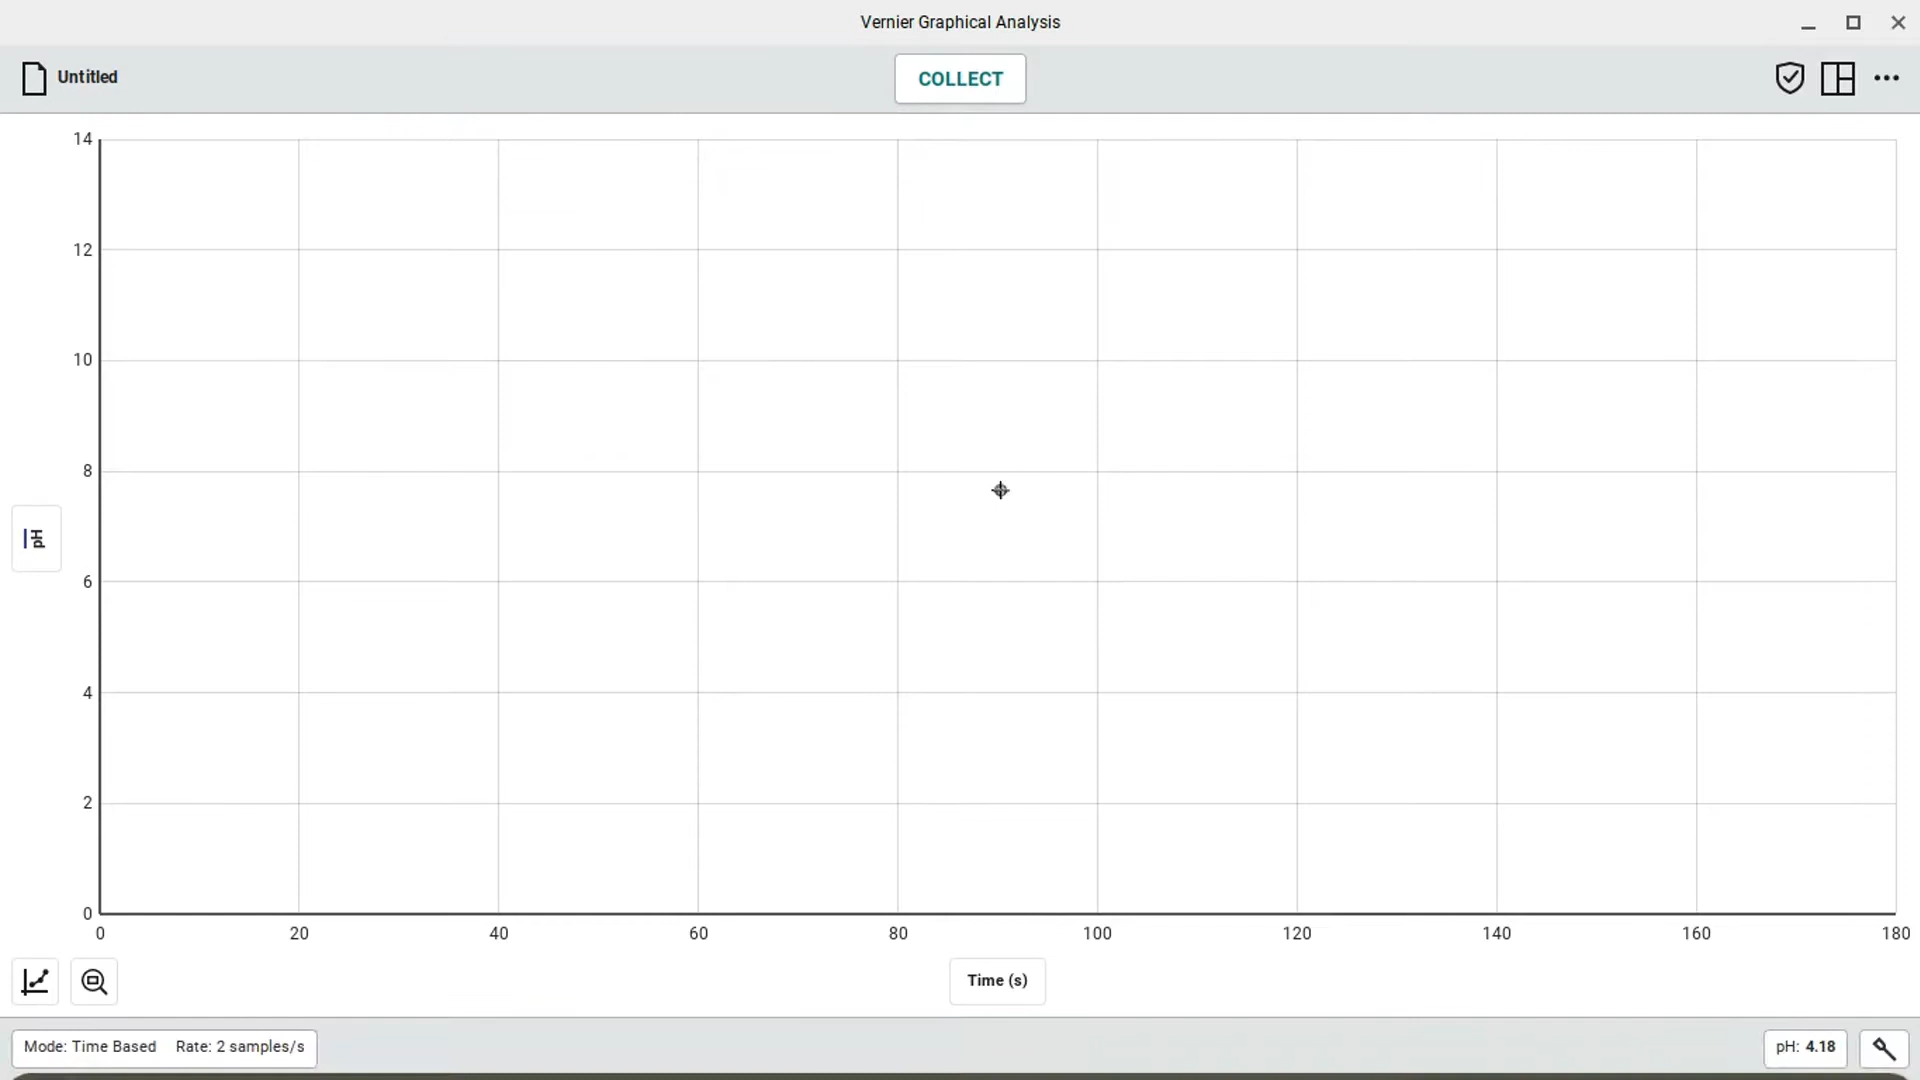 Vernier Graphical Analysis
Untitled
COLLECT
14
12
10
8
6
4
2
0
pH
0 20 40 60 80 100 120 140 160 180
Time (s)
Mode: Time Based Rate: 2 samples/s
pH: 4.18